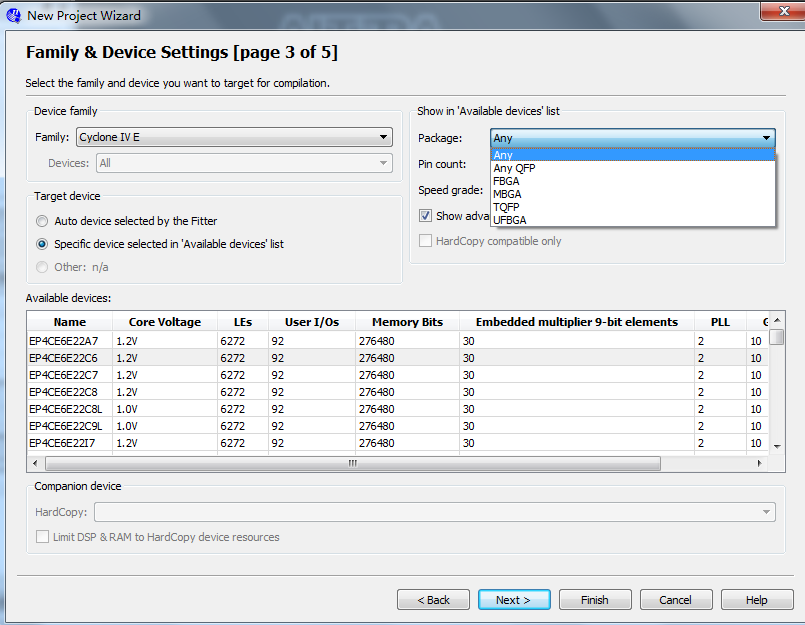 New Project Wizard
Family & Device Settings [page 3 of 5]
Select the family and device you want to target for compilation.
Device family
Family: Cyclone IV E
Devices: All
Target device
Auto device selected by the Fitter
Specific device selected in 'Available devices' list
Other: n/a
Show in 'Available devices' list
Package: Any
Any
Any QFP
FBGA
MBGA
TQFP
UFBGA
Pin count:
Speed grade:
Show adva
HardCopy compatible only
Available devices:
Name Core Voltage LEs User I/Os Memory Bits Embedded multiplier 9-bit elements PLL
EP4CE6E22A7 1.2V 6272 92 276480 30 2 10
EP4CE6E22C6 1.2V 6272 92 276480 30 2 10
EP4CE6E22C7 1.2V 6272 92 276480 30 2 10
EP4CE6E22C8 1.2V 6272 92 276480 30 2 10
EP4CE6E22C8L 1.0V 6272 92 276480 30 2 10
EP4CE6E22C9L 1.0V 6272 92 276480 30 2 10
EP4CE6E22I7 1.2V 6272 92 276480 30 2 10
Companion device
HardCopy:
Limit DSP & RAM to HardCopy device resources
< Back Next > Finish Cancel Help